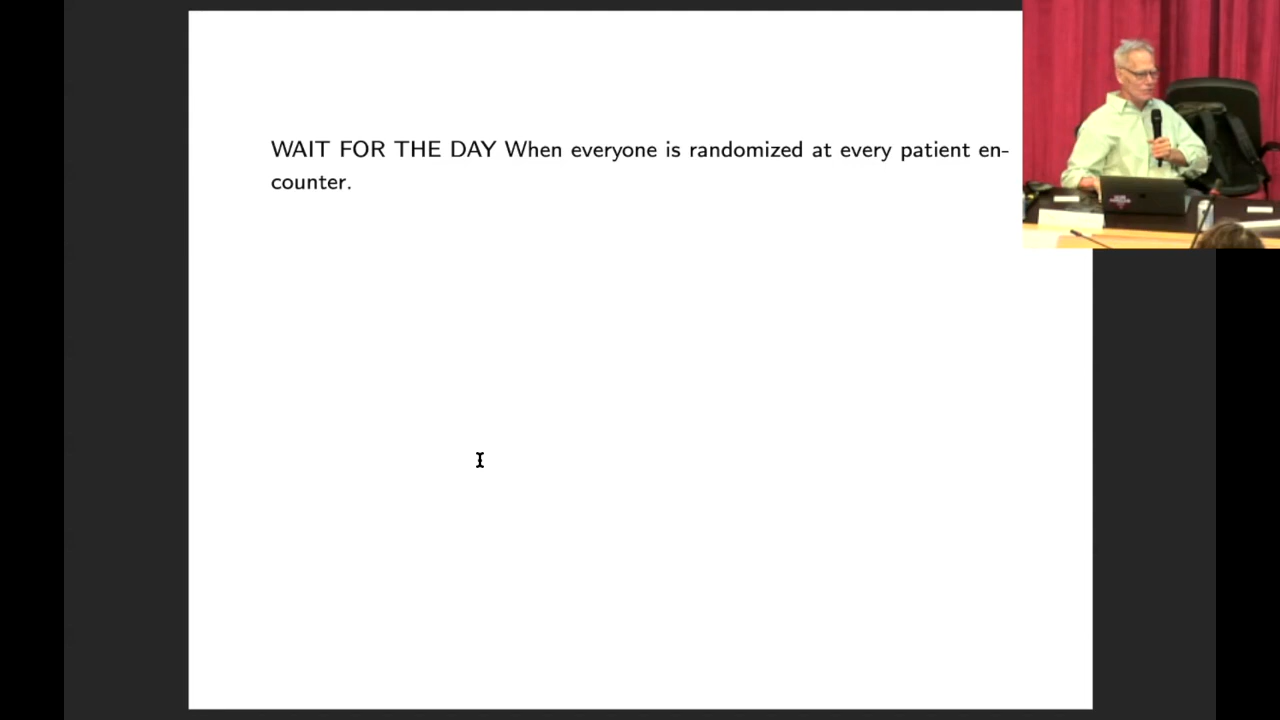 WAIT FOR THE DAY When everyone is randomized at every patient en-
counter.